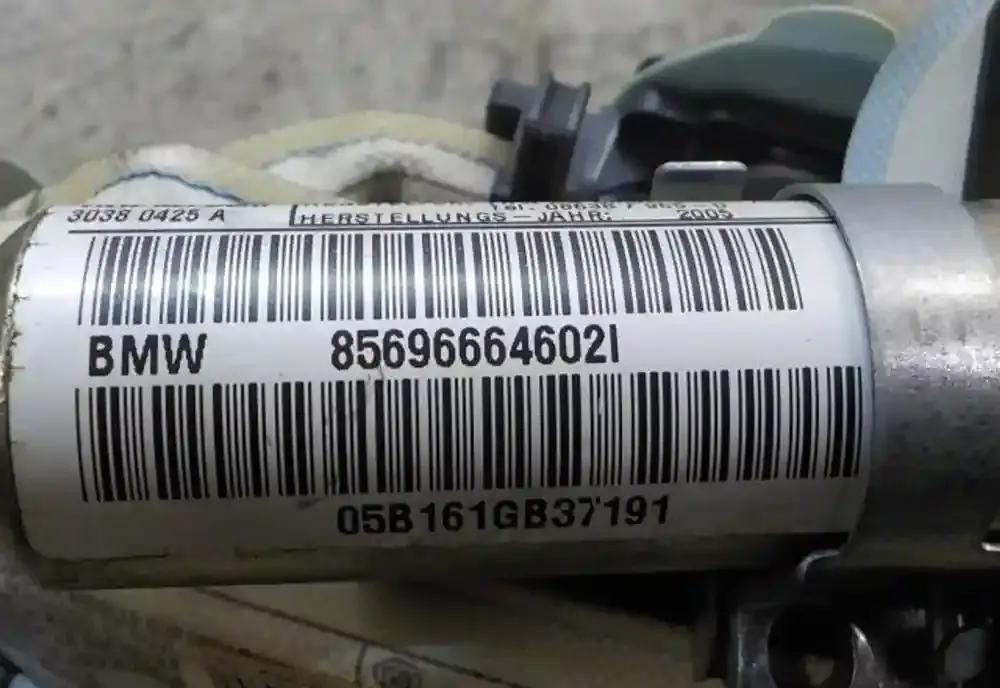 3038 0425 A
HERSTELLUNGS-JAHR: 2005
BMW 85696664602I
05B161GB37191